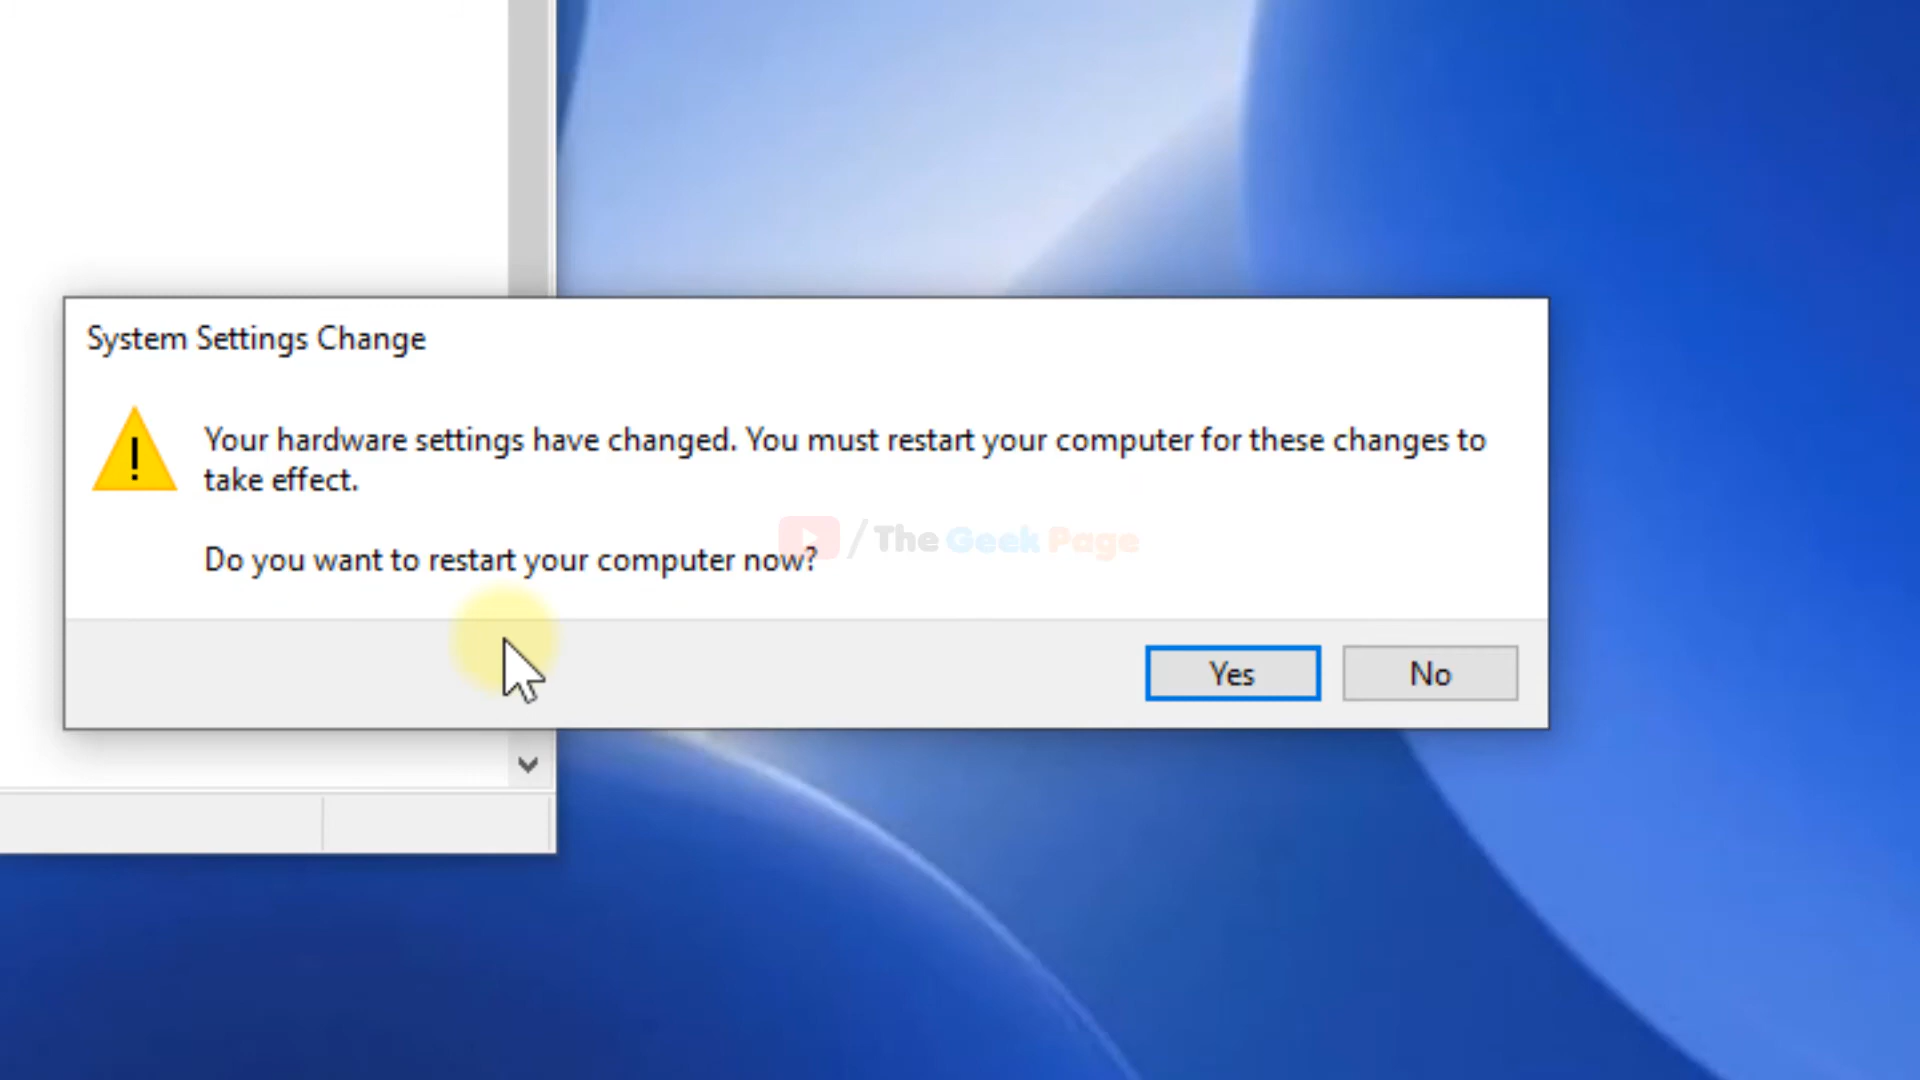 System Settings Change
Your hardware settings have changed. You must restart your computer for these changes to
take effect.
/The Geek Page
Do you want to restart your computer now?
Yes No